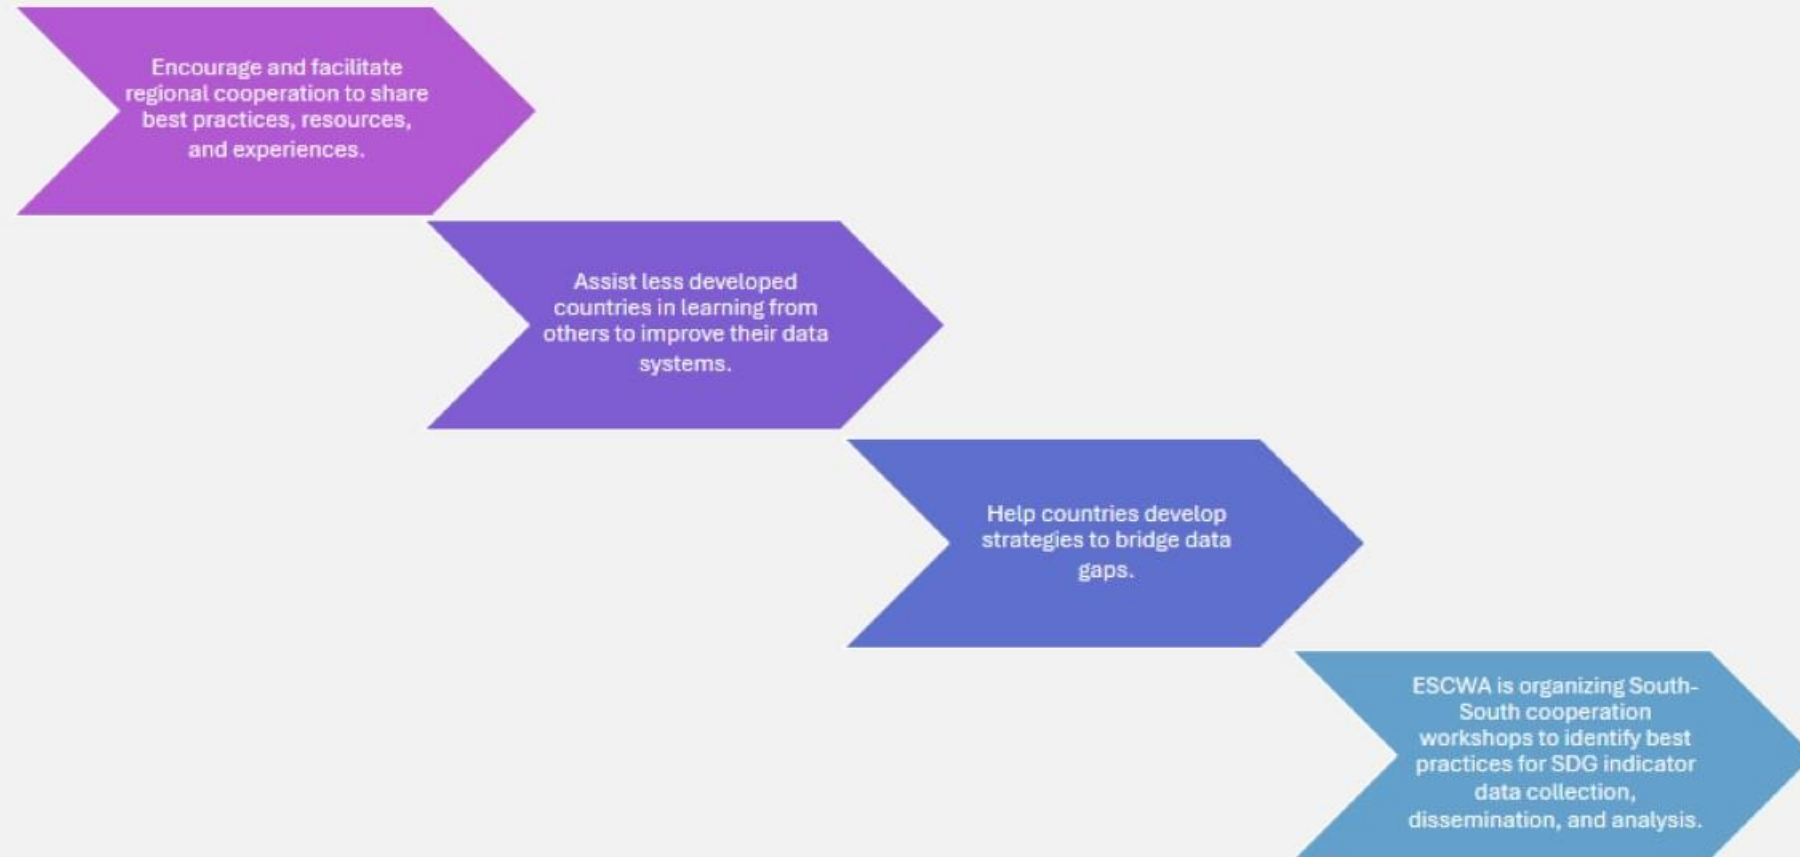 Encourage and facilitate
regional cooperation to share
best practices, resources,
and experiences.
Assist less developed
countries in learning from
others to improve their data
systems.
Help countries develop
strategies to bridge data
gaps.
ESCWA is organizing South-
South cooperation
workshops to identify best
practices for SDG indicator
data collection,
dissemination, and analysis.